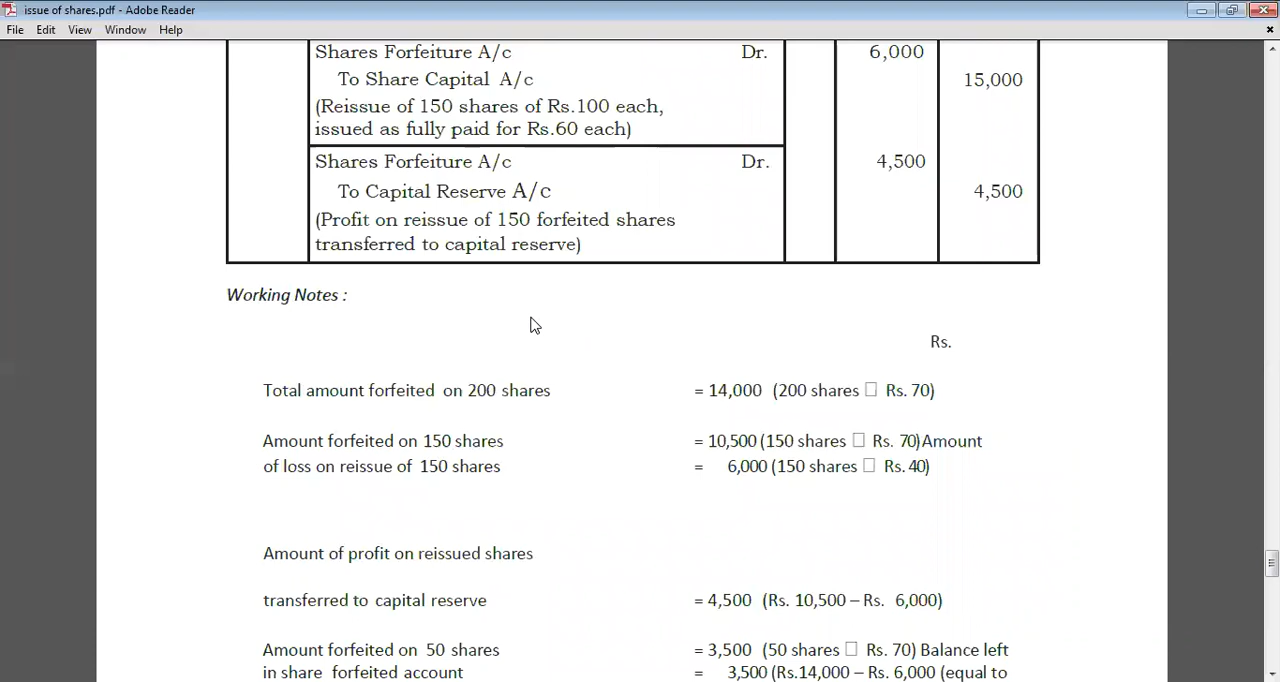 issue of shares.pdf - Adobe Reader
File Edit View Window Help
Shares Forfeiture A/c Dr. 6,000
To Share Capital A/c 15,000
(Reissue of 150 shares of Rs.100 each,
issued as fully paid for Rs.60 each)
Shares Forfeiture A/c Dr. 4,500
To Capital Reserve A/c 4,500
(Profit on reissue of 150 forfeited shares
transferred to capital reserve)
Working Notes :
Rs.
Total amount forfeited on 200 shares = 14,000 (200 shares □ Rs. 70)
Amount forfeited on 150 shares = 10,500 (150 shares □ Rs. 70)Amount
of loss on reissue of 150 shares = 6,000 (150 shares □ Rs. 40)
Amount of profit on reissued shares
transferred to capital reserve = 4,500 (Rs. 10,500 – Rs. 6,000)
Amount forfeited on 50 shares = 3,500 (50 shares □ Rs. 70) Balance left
in share forfeited account = 3,500 (Rs.14,000 – Rs. 6,000 (equal to